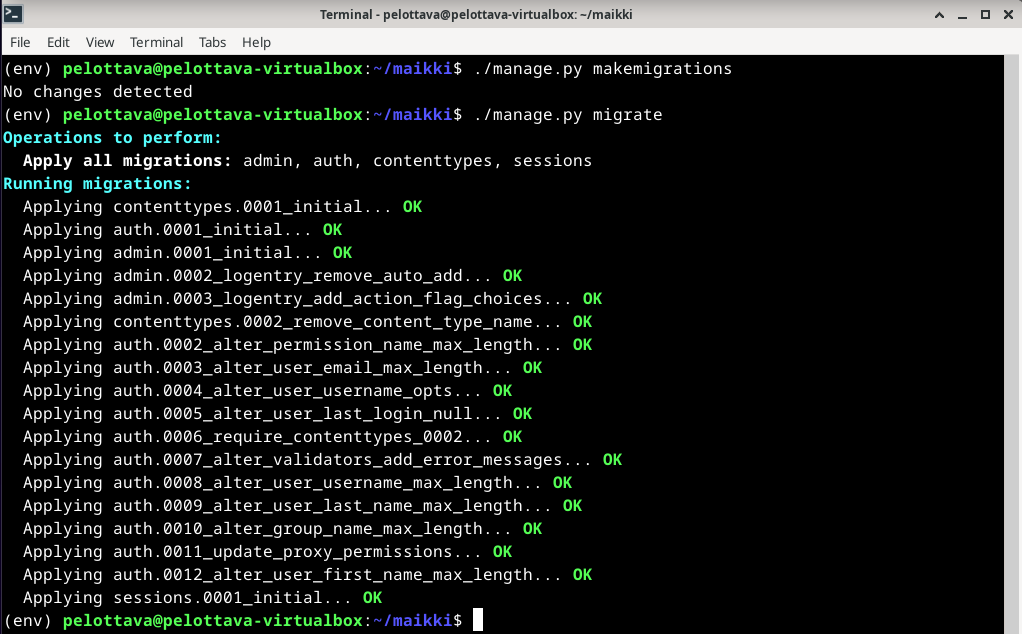 Terminal - pelottava@pelottava-virtualbox: ~/maikki
File Edit View Terminal Tabs Help
(env) pelottava@pelottava-virtualbox:~/maikki$ ./manage.py makemigrations
No changes detected
(env) pelottava@pelottava-virtualbox:~/maikki$ ./manage.py migrate
Operations to perform:
  Apply all migrations: admin, auth, contenttypes, sessions
Running migrations:
  Applying contenttypes.0001_initial... OK
  Applying auth.0001_initial... OK
  Applying admin.0001_initial... OK
  Applying admin.0002_logentry_remove_auto_add... OK
  Applying admin.0003_logentry_add_action_flag_choices... OK
  Applying contenttypes.0002_remove_content_type_name... OK
  Applying auth.0002_alter_permission_name_max_length... OK
  Applying auth.0003_alter_user_email_max_length... OK
  Applying auth.0004_alter_user_username_opts... OK
  Applying auth.0005_alter_user_last_login_null... OK
  Applying auth.0006_require_contenttypes_0002... OK
  Applying auth.0007_alter_validators_add_error_messages... OK
  Applying auth.0008_alter_user_username_max_length... OK
  Applying auth.0009_alter_user_last_name_max_length... OK
  Applying auth.0010_alter_group_name_max_length... OK
  Applying auth.0011_update_proxy_permissions... OK
  Applying auth.0012_alter_user_first_name_max_length... OK
  Applying sessions.0001_initial... OK
(env) pelottava@pelottava-virtualbox:~/maikki$